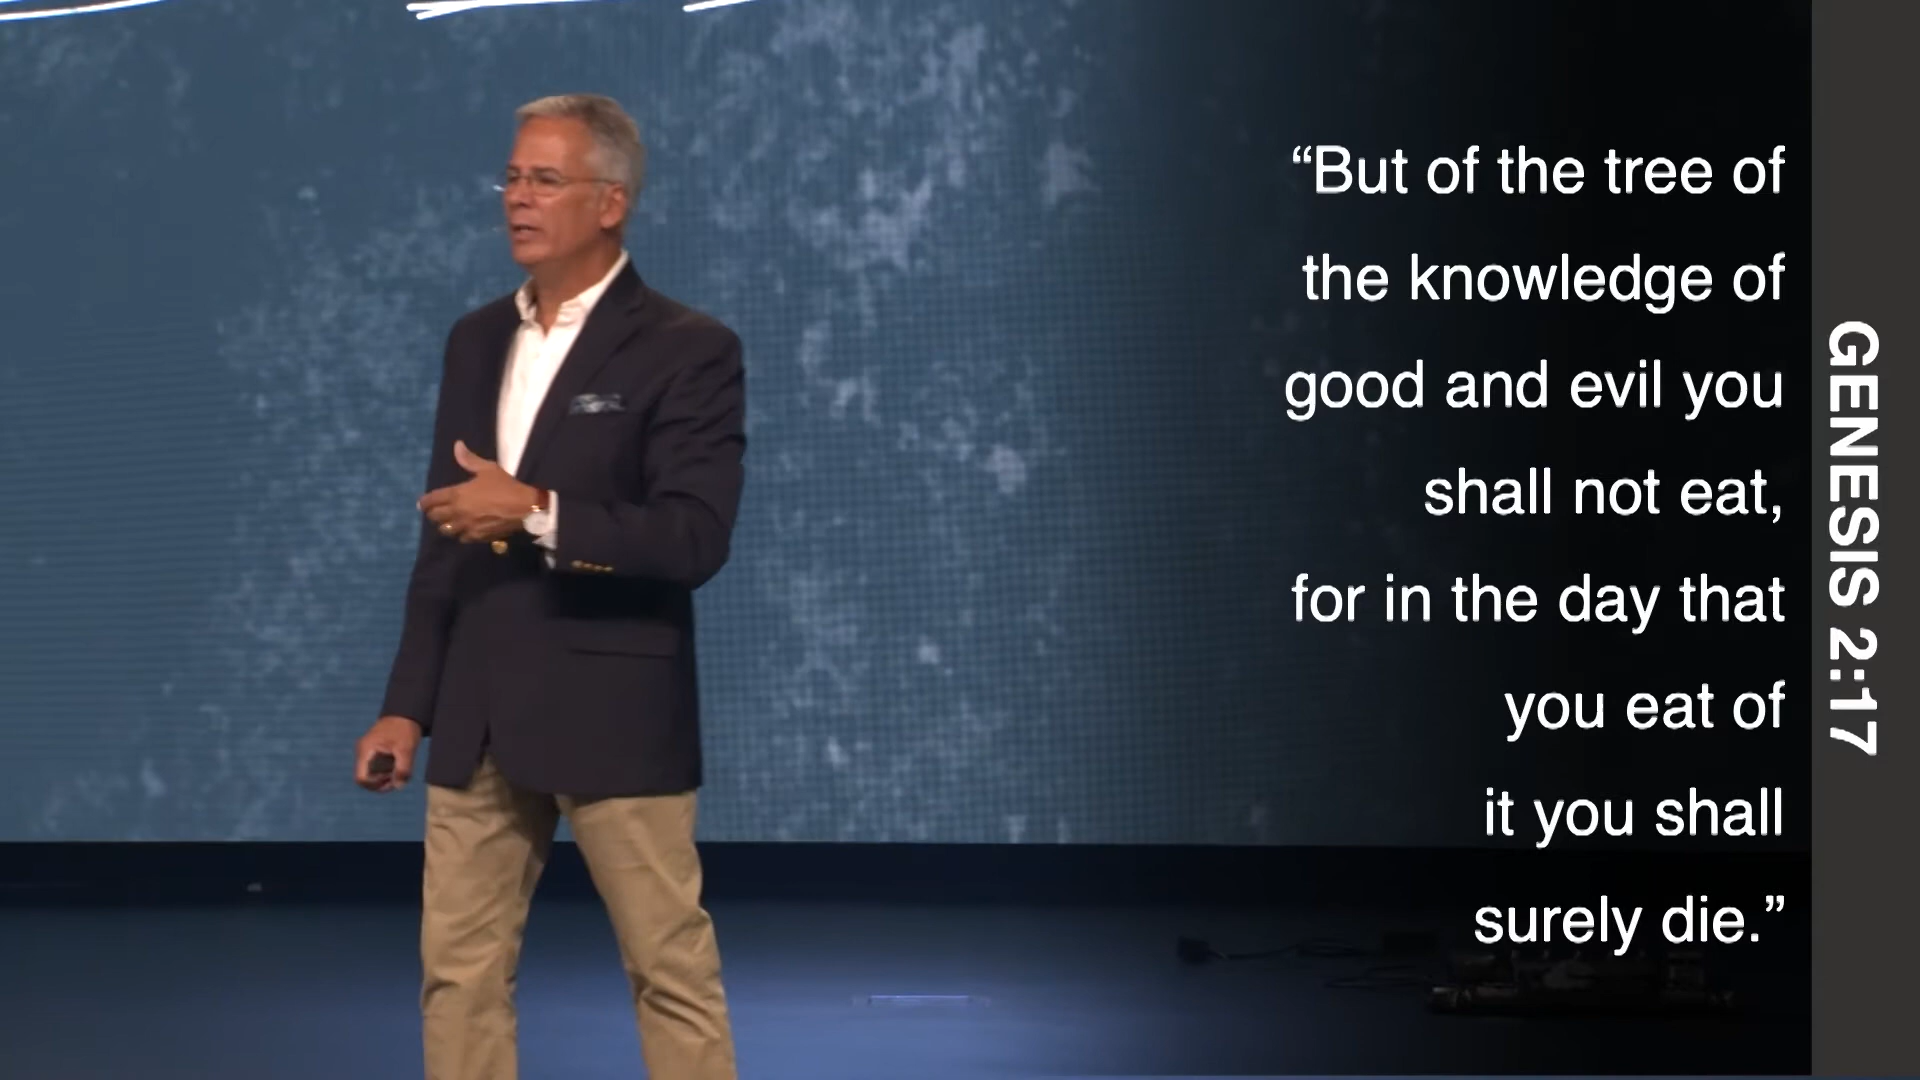 “But of the tree of
the knowledge of
good and evil you
shall not eat,
for in the day that
you eat of
it you shall
surely die.”
GENESIS 2:17